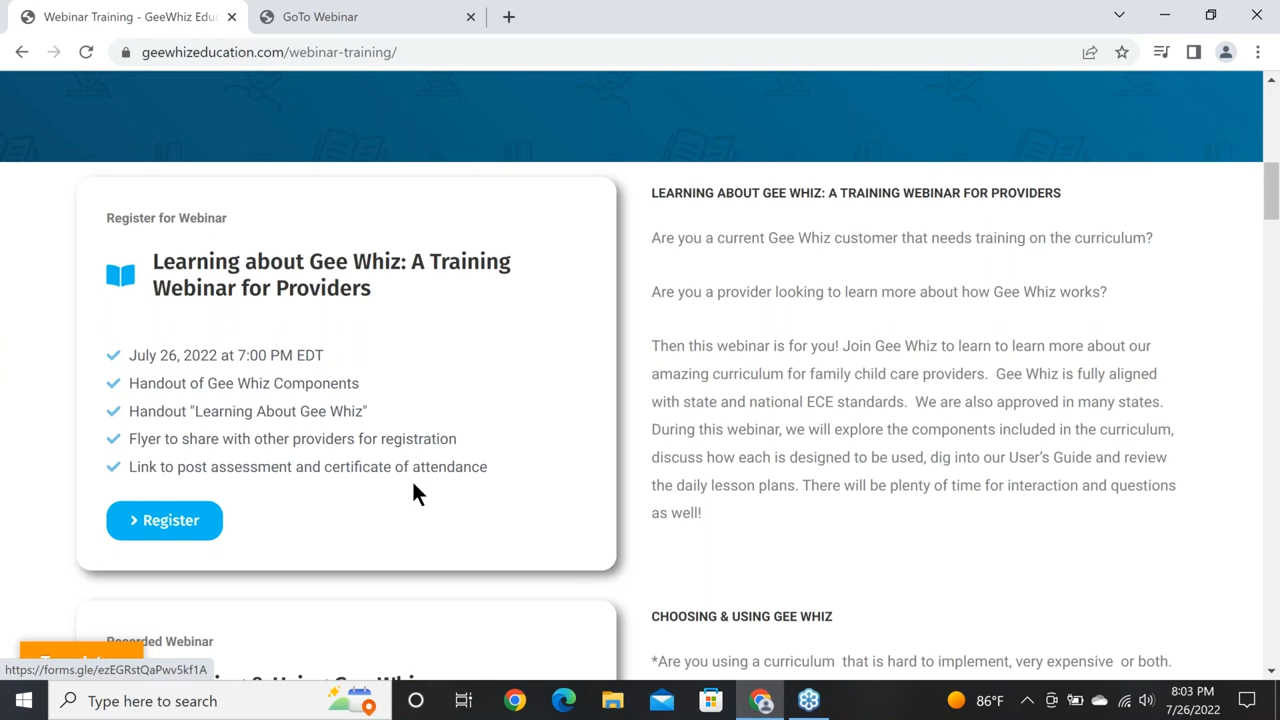 Webinar Training - GeeWhiz Edu
GoTo Webinar
geewhizeducation.com/webinar-training/
Register for Webinar
Learning about Gee Whiz: A Training
Webinar for Providers
July 26, 2022 at 7:00 PM EDT
Handout of Gee Whiz Components
Handout "Learning About Gee Whiz"
Flyer to share with other providers for registration
Link to post assessment and certificate of attendance
Register
LEARNING ABOUT GEE WHIZ: A TRAINING WEBINAR FOR PROVIDERS
Are you a current Gee Whiz customer that needs training on the curriculum?
Are you a provider looking to learn more about how Gee Whiz works?
Then this webinar is for you! Join Gee Whiz to learn to learn more about our
amazing curriculum for family child care providers. Gee Whiz is fully aligned
with state and national ECE standards. We are also approved in many states.
During this webinar, we will explore the components included in the curriculum,
discuss how each is designed to be used, dig into our User's Guide and review
the daily lesson plans. There will be plenty of time for interaction and questions
as well!
Recorded Webinar
CHOOSING & USING GEE WHIZ
*Are you using a curriculum that is hard to implement, very expensive or both.
https://forms.gle/ezEGRstQaPwv5kf1A
Type here to search
86°F
8:03 PM
7/26/2022